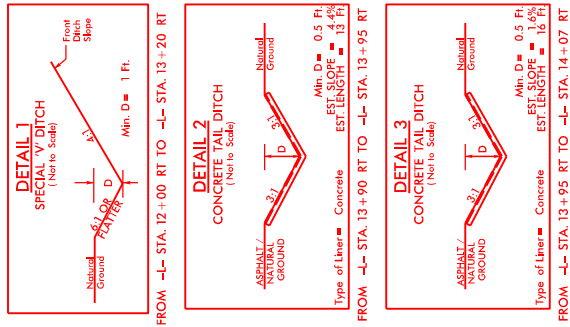 DETAIL 1
SPECIAL 'V' DITCH
( Not to Scale)
Natural
Ground
6:1 OR
FLATTER
D
4:1
Front
Ditch
Slope
Min. D= 1 Ft.
FROM -L- STA. 12+00 RT TO -L- STA. 13+20 RT
DETAIL 2
CONCRETE TAIL DITCH
( Not to Scale)
ASPHALT /
NATURAL
GROUND
3:1
D
3:1
Natural
Ground
Min. D= 0.5 Ft.
EST. SLOPE = 4.4%
EST. LENGTH = 13 Ft.
Type of Liner= Concrete
FROM -L- STA. 13+90 RT TO -L- STA. 13+95 RT
DETAIL 3
CONCRETE TAIL DITCH
( Not to Scale)
ASPHALT /
NATURAL
GROUND
3:1
D
3:1
Natural
Ground
Min. D= 0.5 Ft.
EST. SLOPE = 1.6%
EST. LENGTH = 16 Ft.
Type of Liner= Concrete
FROM -L- STA. 13+95 RT TO -L- STA. 14+07 RT